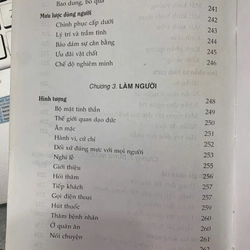 Bao dung, bỏ qua
Mưu lược dùng người 241
Chinh phục cấp dưới 242
Lý trí và trầm tĩnh 243
Bảo đảm sự cân bằng 244
Ưu đãi vật chất 245
Chế độ nghiêm minh 246
Chương 3. LÀM NGƯỜI
Hình tượng 248
Bộ mặt tinh thần 249
Thế giới quan đạo đức 250
Ăn mặc 251
Hành vi, cử chỉ 252
Đối xử đúng mực với mọi người 253
Nghi lễ 254
Giới thiệu 255
Hỏi thăm 256
Tiếp khách 257
Gọi điện thoại 257
Hút thuốc 259
Thăm bệnh nhân 260
Ở quán ăn 261
Nói chuyện 261